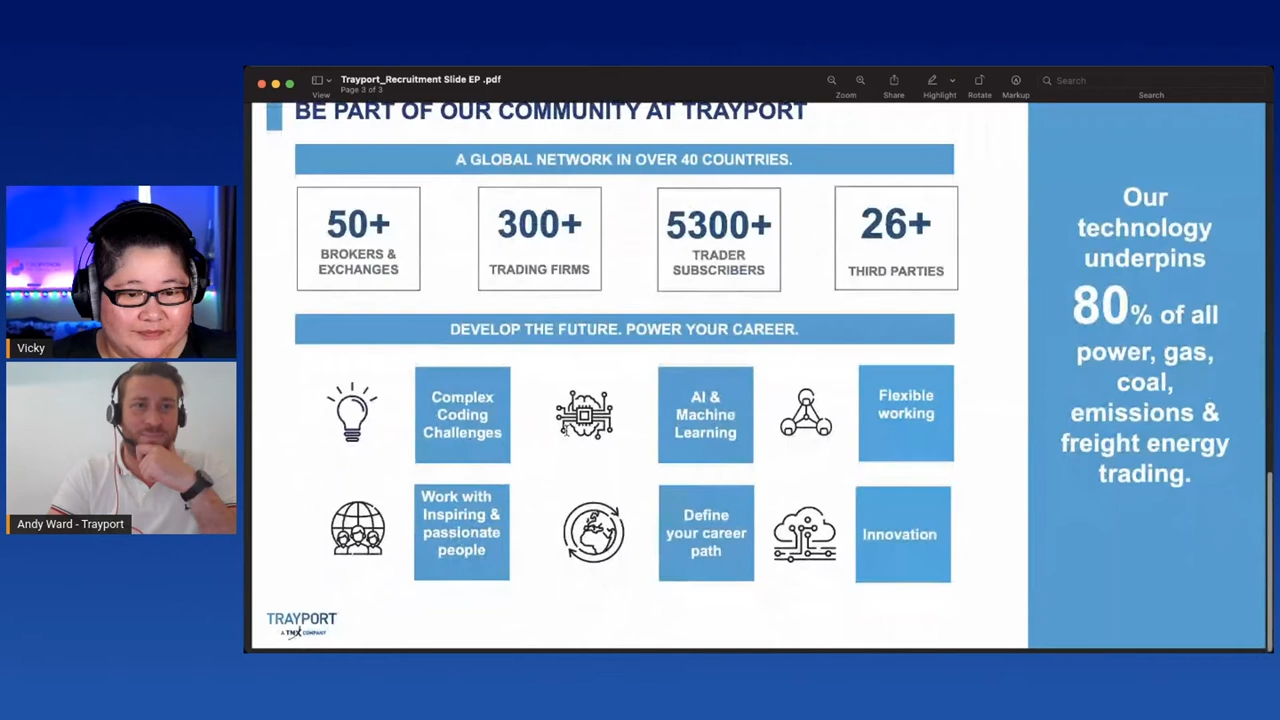 Trayport_Recruitment Slide EP .pdf
Page 3 of 3
View
Zoom
Share
Highlight
Rotate
Markup
Search
Search
BE PART OF OUR COMMUNITY AT TRAYPORT
A GLOBAL NETWORK IN OVER 40 COUNTRIES.
50+
BROKERS &
EXCHANGES
300+
TRADING FIRMS
5300+
TRADER
SUBSCRIBERS
26+
THIRD PARTIES
DEVELOP THE FUTURE. POWER YOUR CAREER.
Complex
Coding
Challenges
AI &
Machine
Learning
Flexible
working
Work with
Inspiring &
passionate
people
Define
your career
path
Innovation
TRAYPORT
A TMX COMPANY
Our
technology
underpins
80% of all
power, gas,
coal,
emissions &
freight energy
trading.
Vicky
Andy Ward - Trayport